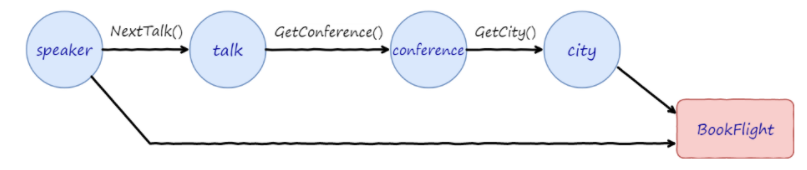 NextTalk()
GetConference()
GetCity()
speaker
talk
conference
city
BookFlight